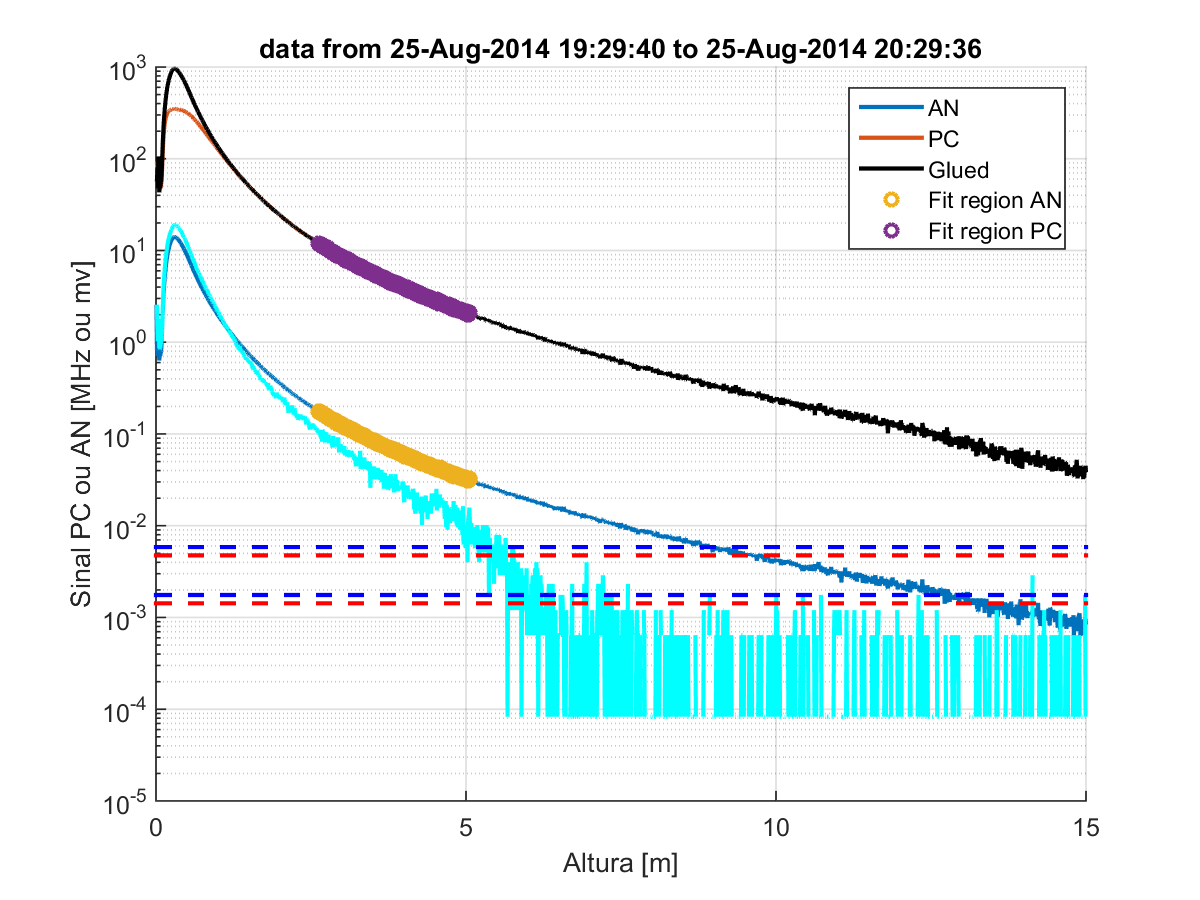 data from 25-Aug-2014 19:29:40 to 25-Aug-2014 20:29:36
AN
PC
Glued
Fit region AN
Fit region PC
Sinal PC ou AN [MHz ou mv]
10^3
10^2
10^1
10^0
10^-1
10^-2
10^-3
10^-4
10^-5
0 5 10 15
Altura [m]